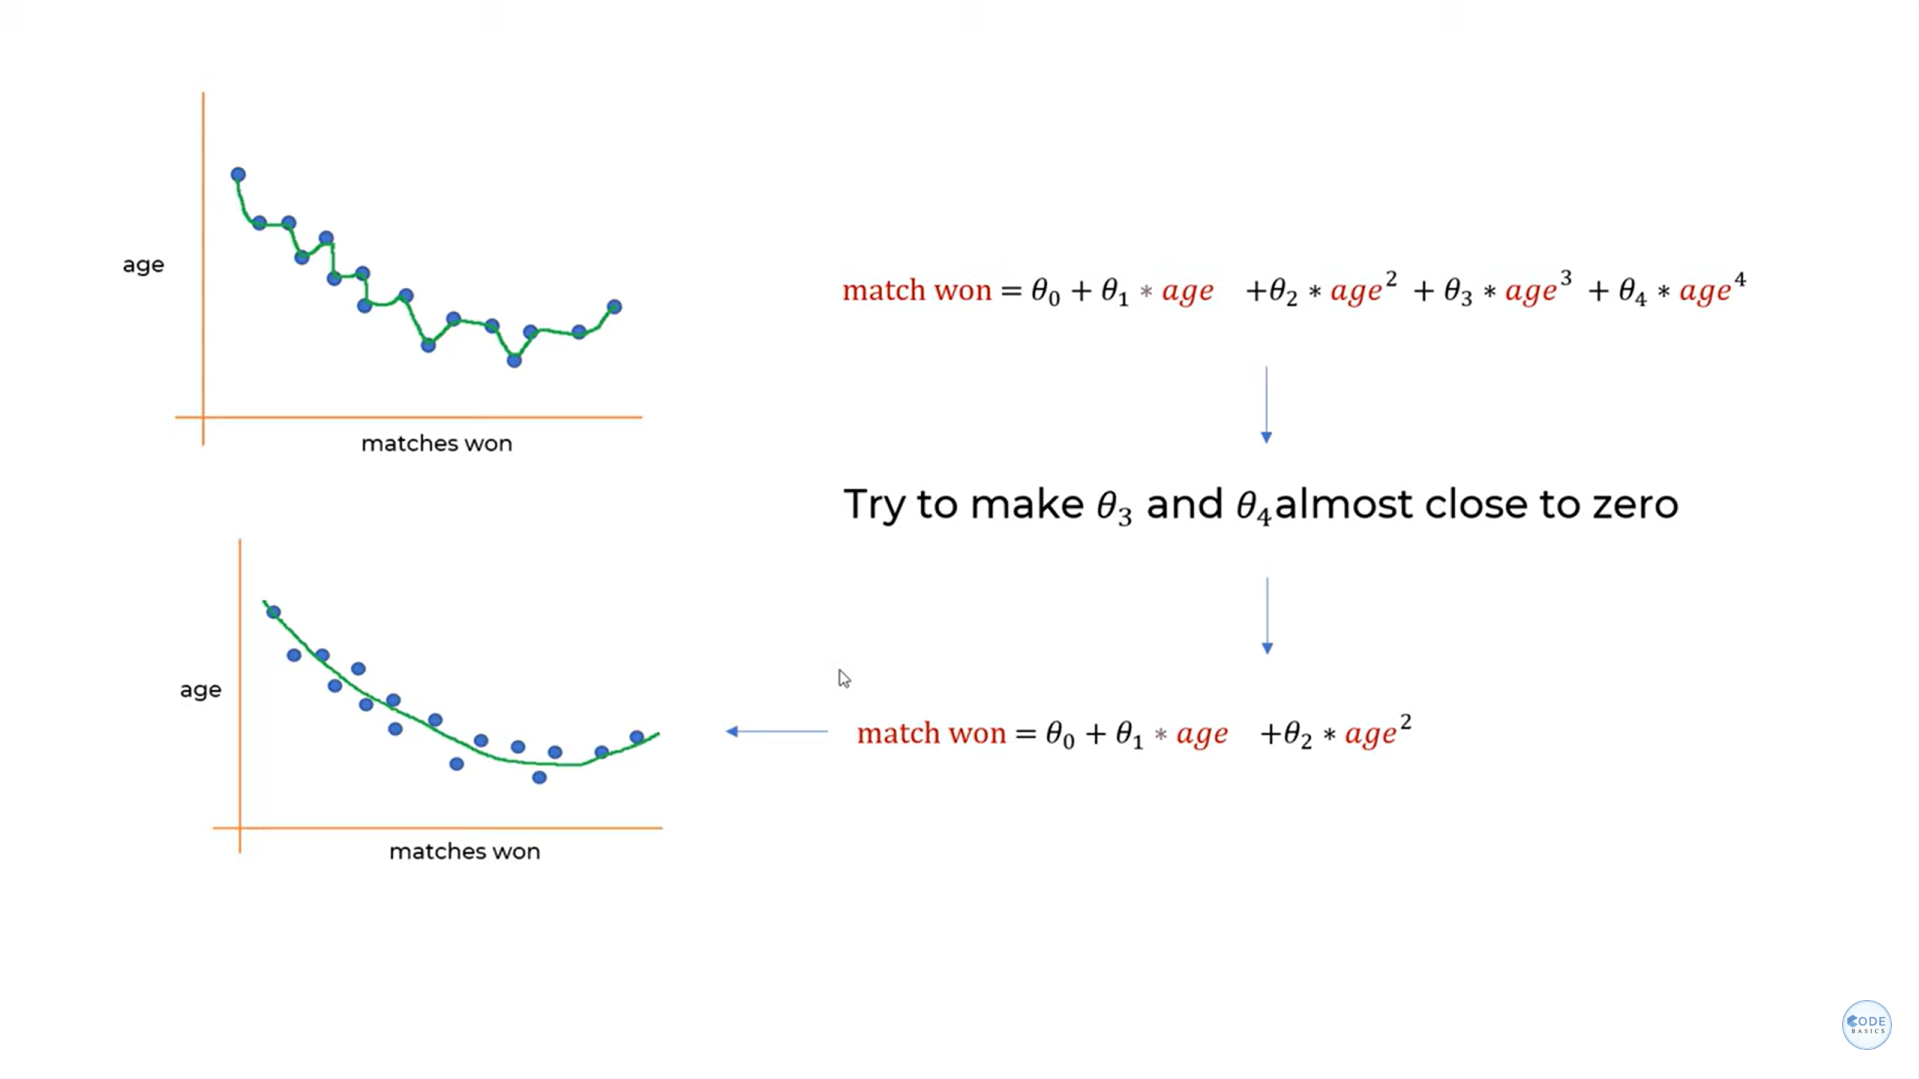 age
matches won
match won = θ₀ + θ₁ * age +θ₂ * age² + θ₃ * age³ + θ₄ * age⁴
Try to make θ₃ and θ₄almost close to zero
age
matches won
match won = θ₀ + θ₁ * age +θ₂ * age²
CODE
BASICS